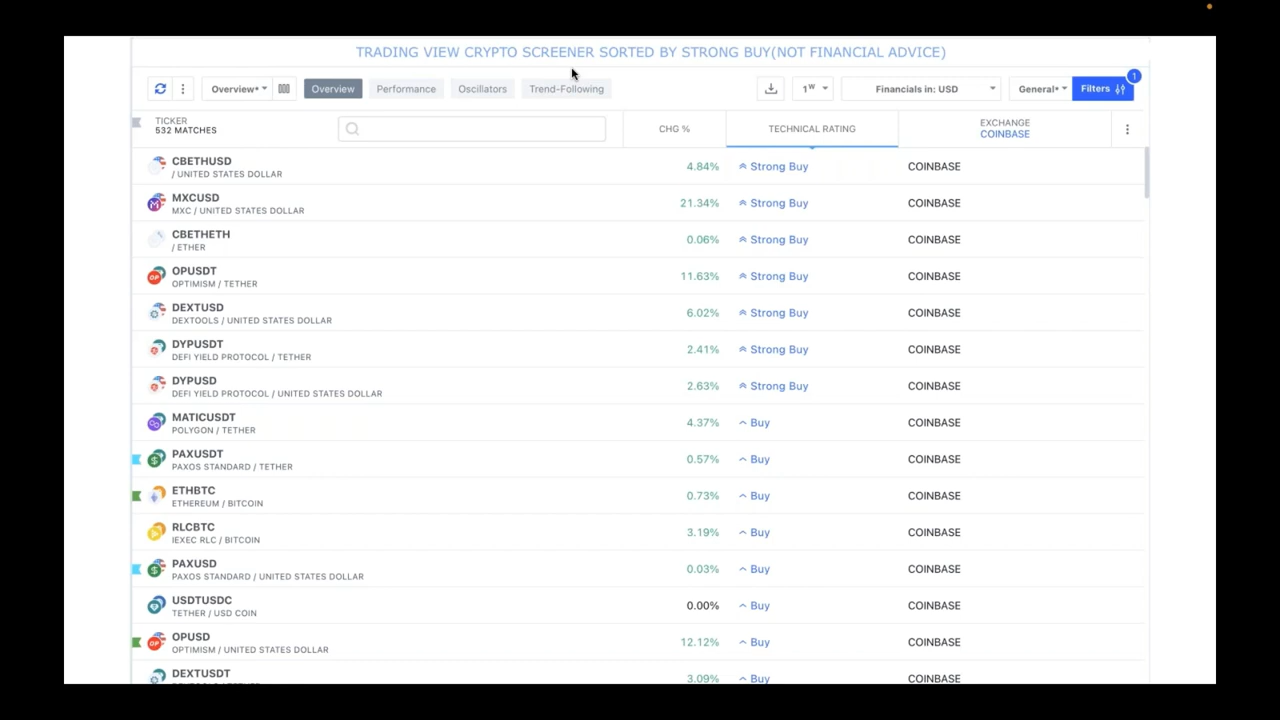 TRADING VIEW CRYPTO SCREENER SORTED BY STRONG BUY(NOT FINANCIAL ADVICE)
Overview• Overview Performance Oscillators Trend-Following 1W Financials in: USD General• Filters 1
TICKER
532 MATCHES
CHG % TECHNICAL RATING EXCHANGE
COINBASE
CBETHUSD
/ UNITED STATES DOLLAR
4.84% Strong Buy COINBASE
MXCUSD
MXC / UNITED STATES DOLLAR
21.34% Strong Buy COINBASE
CBETHETH
/ ETHER
0.06% Strong Buy COINBASE
OPUSDT
OPTIMISM / TETHER
11.63% Strong Buy COINBASE
DEXTUSD
DEXTOOLS / UNITED STATES DOLLAR
6.02% Strong Buy COINBASE
DYPUSDT
DEFI YIELD PROTOCOL / TETHER
2.41% Strong Buy COINBASE
DYPUSD
DEFI YIELD PROTOCOL / UNITED STATES DOLLAR
2.63% Strong Buy COINBASE
MATICUSDT
POLYGON / TETHER
4.37% Buy COINBASE
PAXUSDT
PAXOS STANDARD / TETHER
0.57% Buy COINBASE
ETHBTC
ETHEREUM / BITCOIN
0.73% Buy COINBASE
RLCBTC
IEXEC RLC / BITCOIN
3.19% Buy COINBASE
PAXUSD
PAXOS STANDARD / UNITED STATES DOLLAR
0.03% Buy COINBASE
USDTUSDC
TETHER / USD COIN
0.00% Buy COINBASE
OPUSD
OPTIMISM / UNITED STATES DOLLAR
12.12% Buy COINBASE
DEXTUSDT
3.09% Buy COINBASE